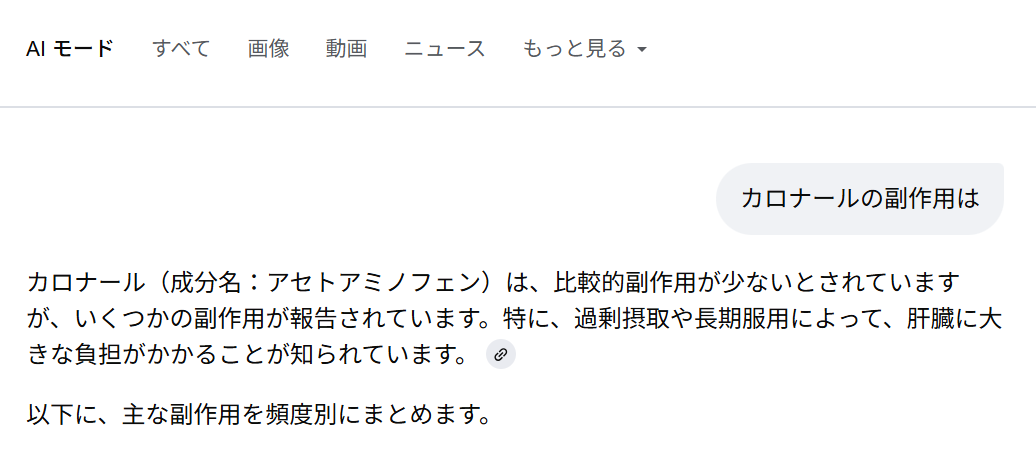 AI モード すべて 画像 動画 ニュース もっと見る
カロナールの副作用は
カロナール（成分名：アセトアミノフェン）は、比較的副作用が少ないとされています
が、いくつかの副作用が報告されています。特に、過剰摂取や長期服用によって、肝臓に大
きな負担がかかることが知られています。
以下に、主な副作用を頻度別にまとめます。